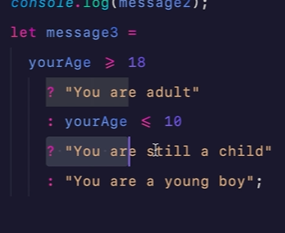 console.log(message2);
let message3 =
yourAge ⩾ 18
? "You are adult"
: yourAge ⩽ 10
? "You are still a child"
: "You are a young boy";